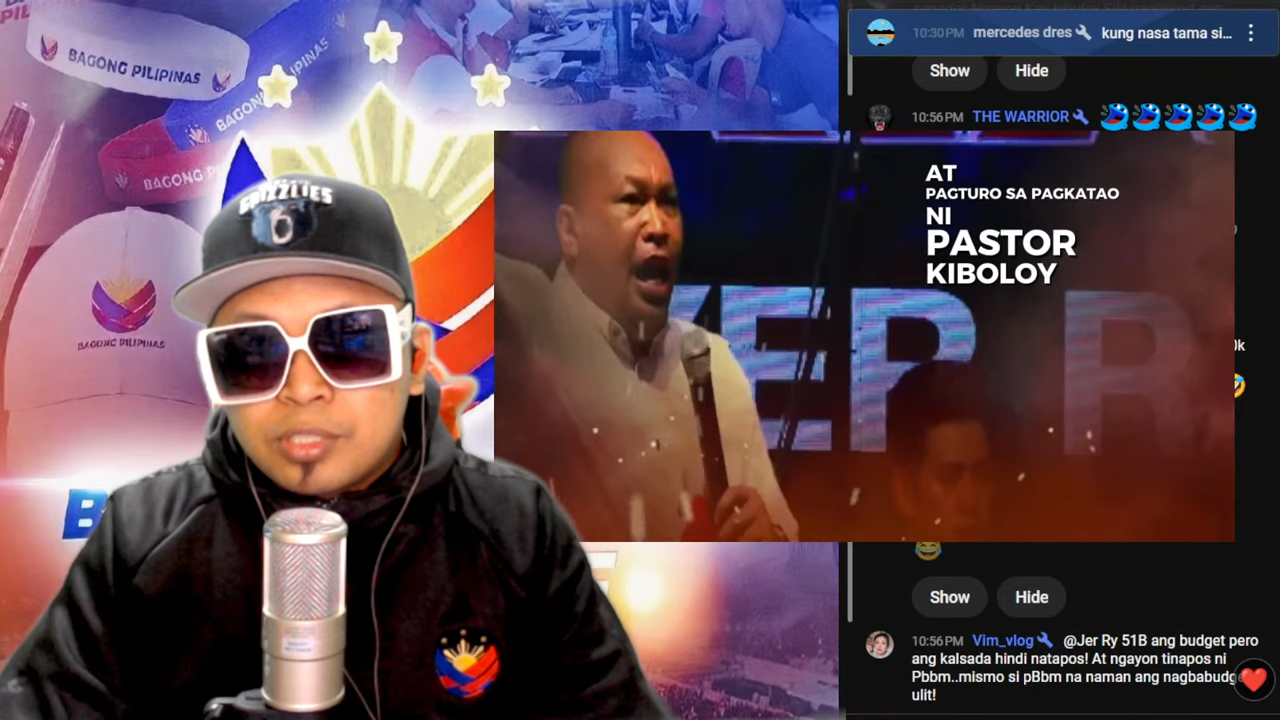 BAGONG PILIPINAS
BAGONG
BAGONG P
BAGONG PILIPINAS
GRIZZLIES
AT
PAGTURO SA PAGKATAO
NI
PASTOR
KIBOLOY
10:30 PM mercedes dres kung nasa tama si...
Show Hide
10:56 PM THE WARRIOR
0k
Show Hide
10:56 PM Vim_vlog @Jer Ry 51B ang budget pero
ang kalsada hindi natapos! At ngayon tinapos ni
Pbbm..mismo si pBbm na naman ang nagbabudge
ulit!